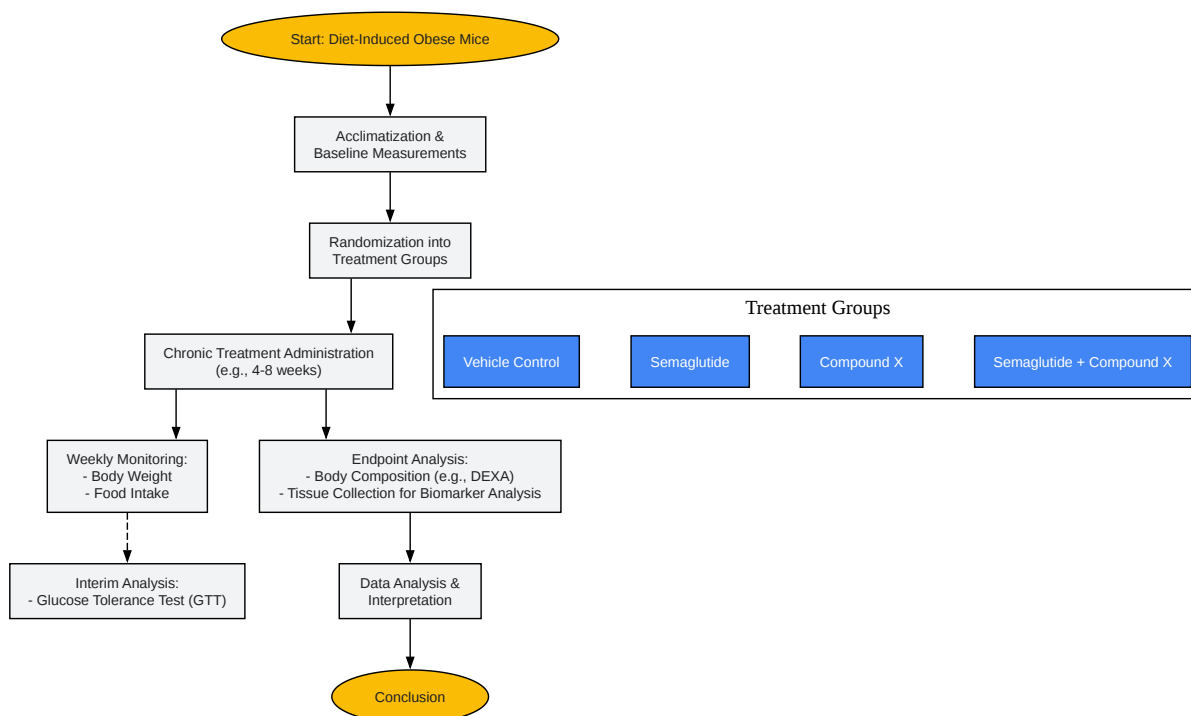 Start: Diet-Induced Obese Mice
Acclimatization &
Baseline Measurements
Randomization into
Treatment Groups
Treatment Groups
Vehicle Control
Semaglutide
Compound X
Semaglutide + Compound X
Chronic Treatment Administration
(e.g., 4-8 weeks)
Weekly Monitoring:
- Body Weight
- Food Intake
Endpoint Analysis:
- Body Composition (e.g., DEXA)
- Tissue Collection for Biomarker Analysis
Interim Analysis:
- Glucose Tolerance Test (GTT)
Data Analysis &
Interpretation
Conclusion